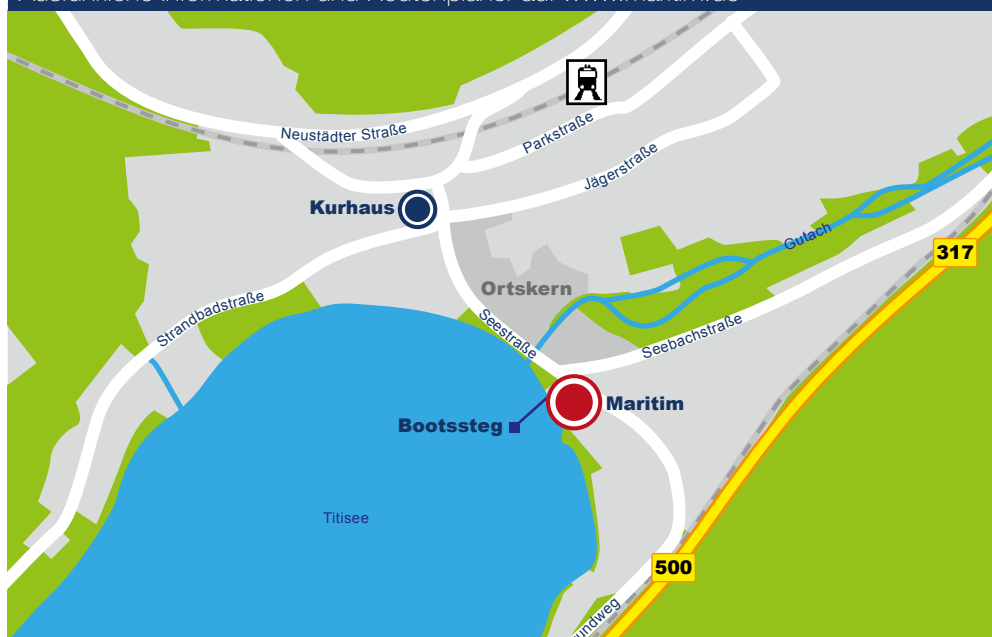 Neustädter Straße
Parkstraße
Jägerstraße
Kurhaus
Gutach
317
Ortskern
Strandbadstraße
Seestraße
Seebachstraße
Maritim
Bootssteg
Titisee
500